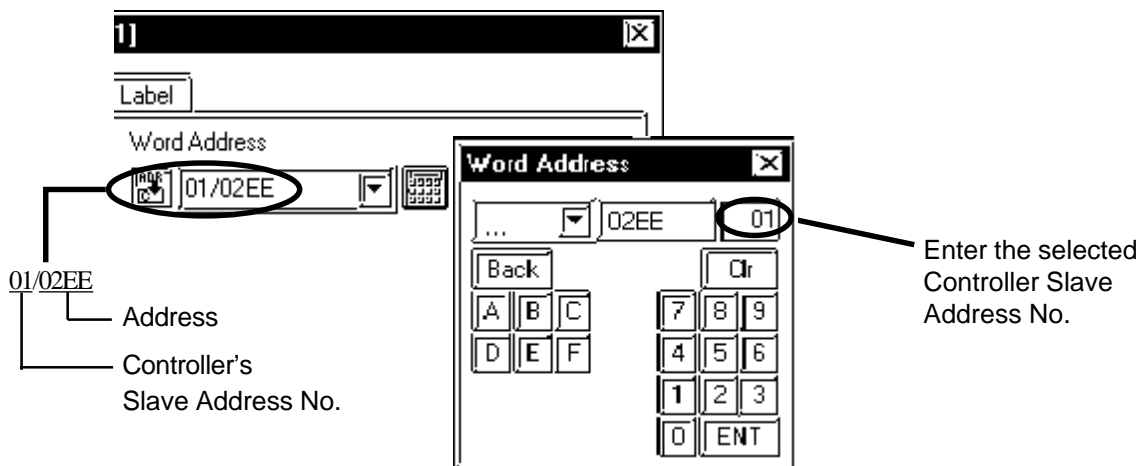 1]
Label
Word Address
01/02EE
Word Address
... 02EE 01
Back Clr
A B C 7 8 9
D E F 4 5 6
1 2 3
0 ENT
Enter the selected
Controller Slave
Address No.
01/02EE
Address
Controller's
Slave Address No.